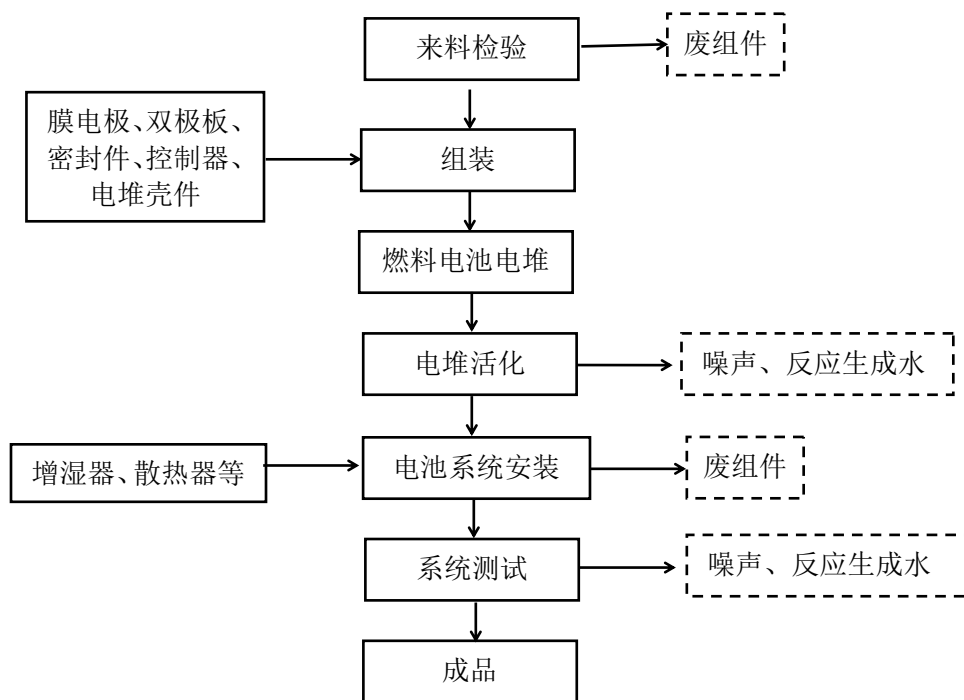 来料检验
废组件
膜电极、双极板、
密封件、控制器、
电堆壳件
组装
燃料电池电堆
电堆活化
噪声、反应生成水
增湿器、散热器等
电池系统安装
废组件
系统测试
噪声、反应生成水
成品